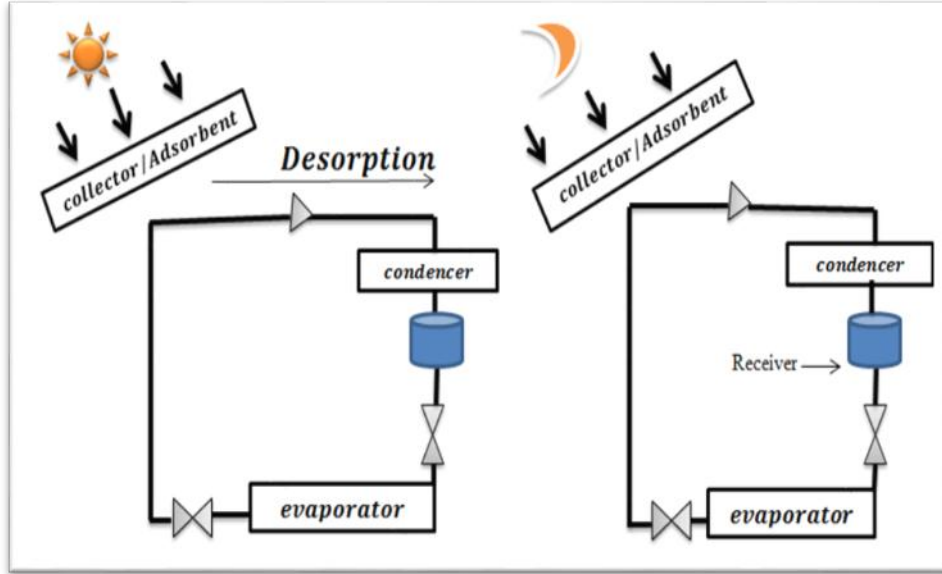 collector/Adsorbent
Desorption
condencer
evaporator
collector/Adsorbent
condencer
Receiver
evaporator